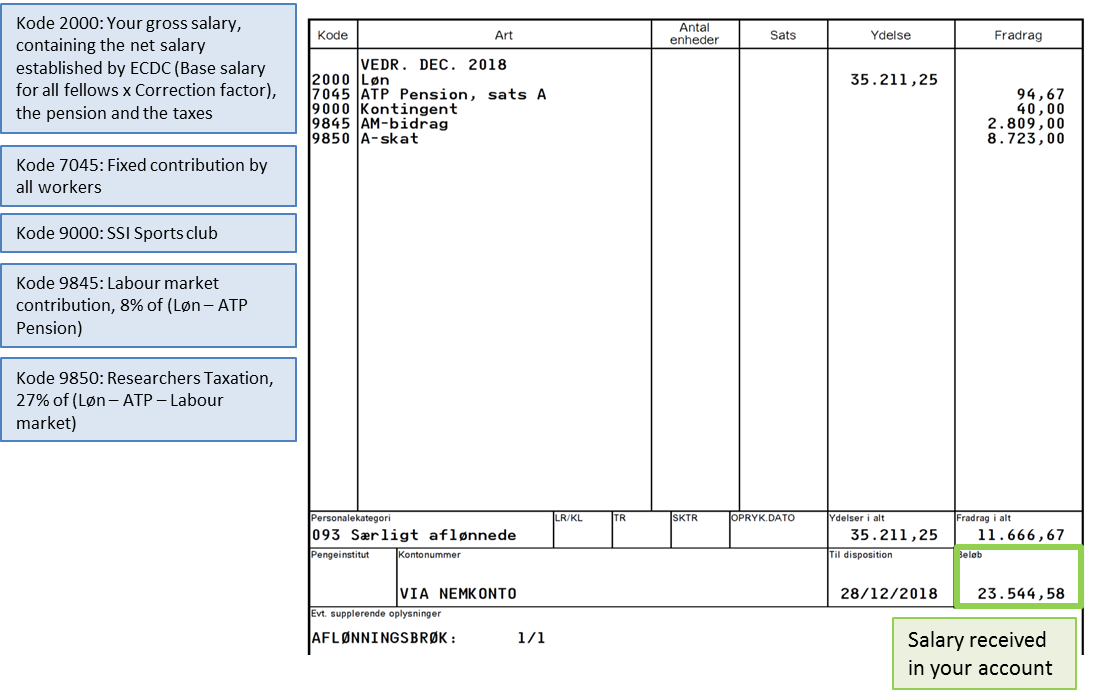 Kode 2000: Your gross salary,
containing the net salary
established by ECDC (Base salary
for all fellows x Correction factor),
the pension and the taxes
Kode 7045: Fixed contribution by
all workers
Kode 9000: SSI Sports club
Kode 9845: Labour market
contribution, 8% of (Løn – ATP
Pension)
Kode 9850: Researchers Taxation,
27% of (Løn – ATP – Labour
market)
Kode Art Antal enheder Sats Ydelse Fradrag
VEDR. DEC. 2018
2000 Løn 35.211,25
7045 ATP Pension, sats A 94,67
9000 Kontingent 40,00
9845 AM-bidrag 2.809,00
9850 A-skat 8.723,00
Personalekategori LR/KL TR SKTR OPRYK.DATO Ydelser i alt Fradrag i alt
093 Særligt aflønnede 35.211,25 11.666,67
Pengeinstitut Kontonummer Til disposition Beløb
VIA NEMKONTO 28/12/2018 23.544,58
Evt. supplerende oplysninger
AFLØNNINGSBRØK: 1/1
Salary received
in your account